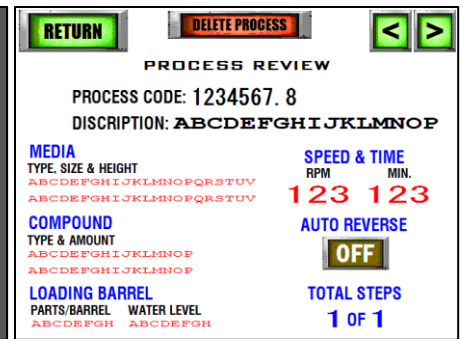 RETURN DELETE PROCESS < >
PROCESS REVIEW
PROCESS CODE: 1234567. 8
DISCRIPTION: ABCDEFGHIJKLMNOP
MEDIA
TYPE. SIZE & HEIGHT
ABCDEFGHIJKLMNOPQRSTUV
ABCDEFGHIJKLMNOPQRSTUV
SPEED & TIME
RPM MIN.
123 123
COMPOUND
TYPE & AMOUNT
ABCDEFGHIJKLMNOP
ABCDEFGHIJKLMNOP
AUTO REVERSE
OFF
LOADING BARREL
PARTS/BARREL WATER LEVEL
ABCDEFGH ABCDEFGH
TOTAL STEPS
1 OF 1